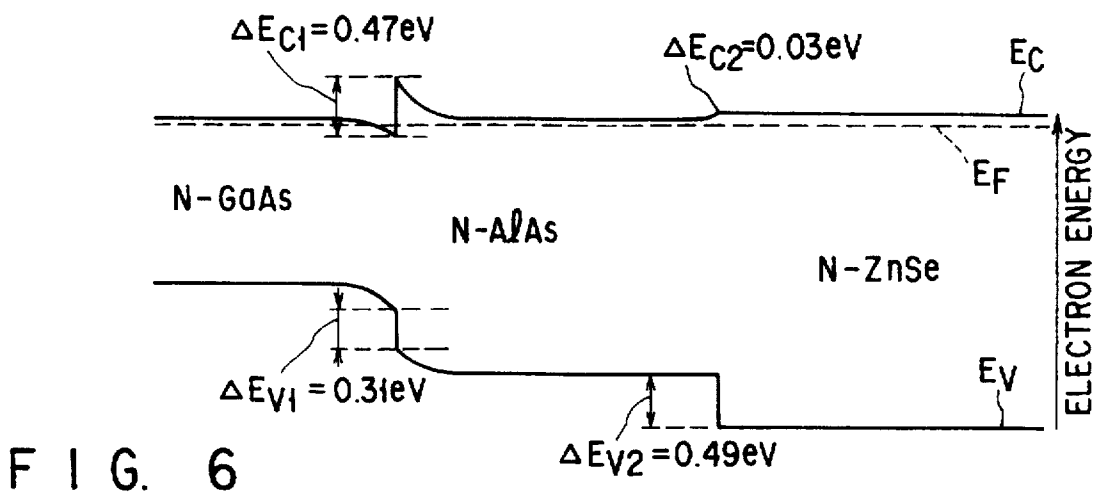 ΔEC1=0.47eV
ΔEC2=0.03eV
EC
EF
N-GaAs
N-AlAs
N-ZnSe
ELECTRON ENERGY
ΔEV1=0.31eV
EV
ΔEV2=0.49eV
FIG. 6